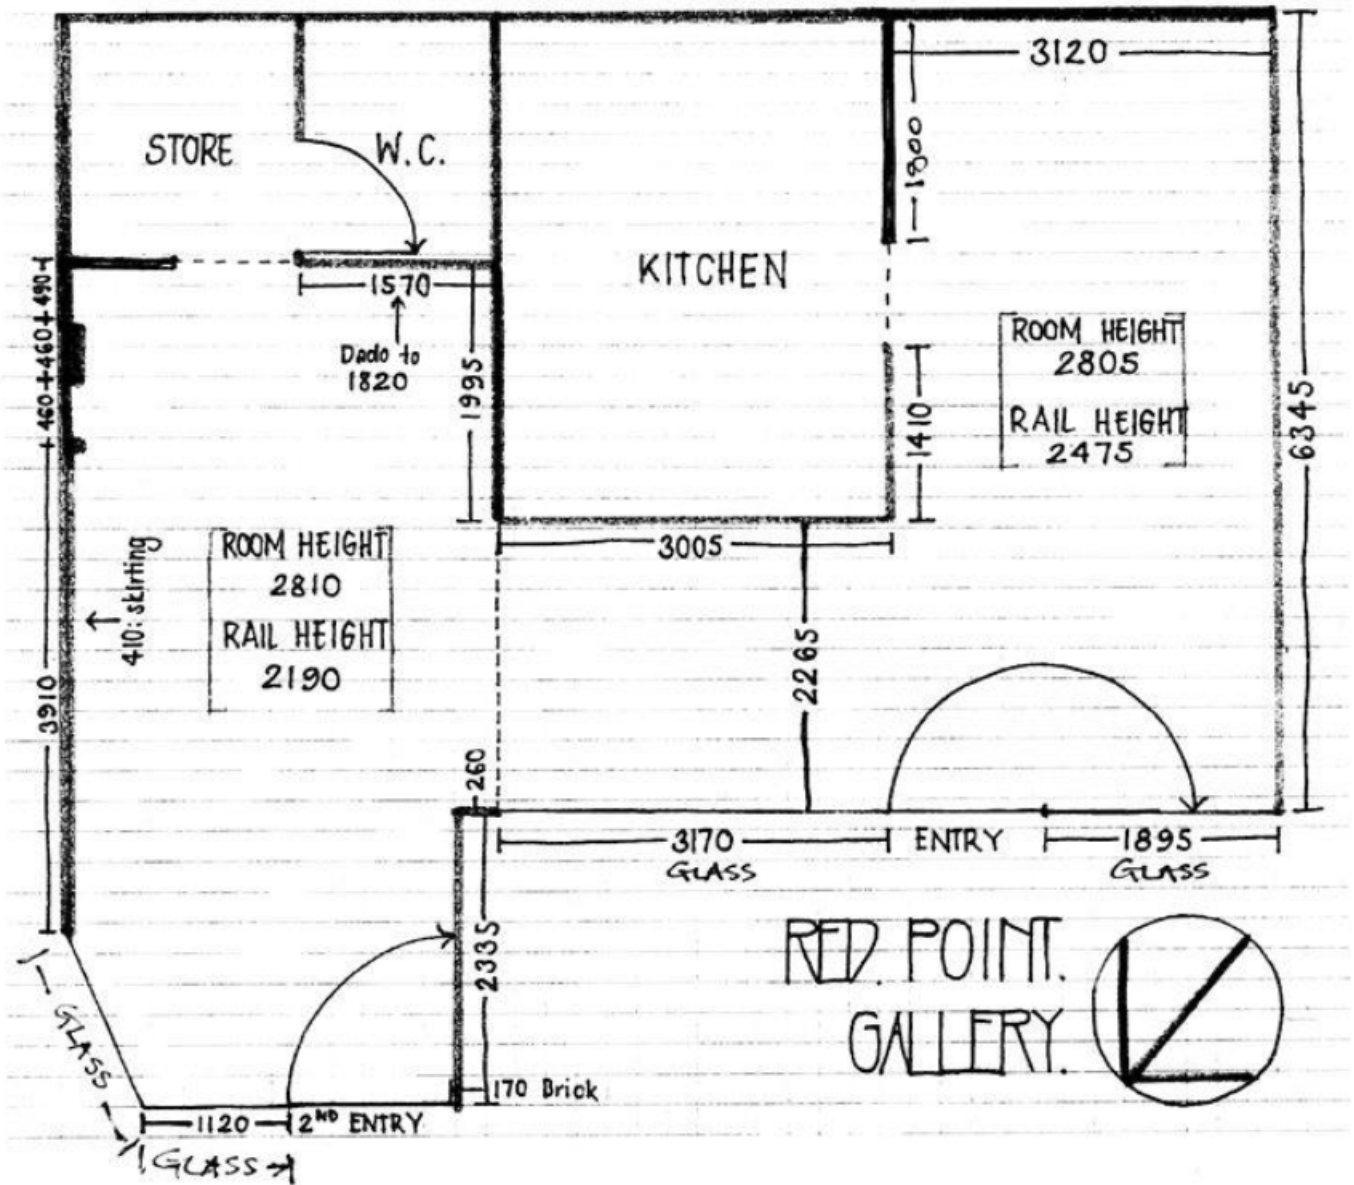 3120
STORE
W.C.
1800
KITCHEN
1570
490
460
460
Dado to
1820
1995
ROOM HEIGHT
2805
RAIL HEIGHT
2475
1410
6345
3005
410: skirting
ROOM HEIGHT
2810
RAIL HEIGHT
2190
2265
3910
260
3170
GLASS
ENTRY
1895
GLASS
2335
RED. POINT.
GALLERY.
GLASS
170 Brick
1120
2ND ENTRY
GLASS